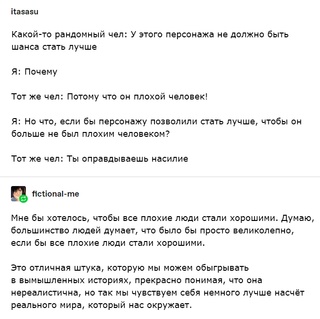 itasasu
Какой-то рандомный чел: У этого персонажа не должно быть
шанса стать лучше
Я: Почему
Тот же чел: Потому что он плохой человек!
Я: Но что, если бы персонажу позволили стать лучше, чтобы он
больше не был плохим человеком?
Тот же чел: Ты оправдываешь насилие
fictional-me
Мне бы хотелось, чтобы все плохие люди стали хорошими. Думаю,
большинство людей думает, что было бы просто великолепно,
если бы все плохие люди стали хорошими.
Это отличная штука, которую мы можем обыгрывать
в вымышленных историях, прекрасно понимая, что она
нереалистична, но так мы чувствуем себя немного лучше насчёт
реального мира, который нас окружает.